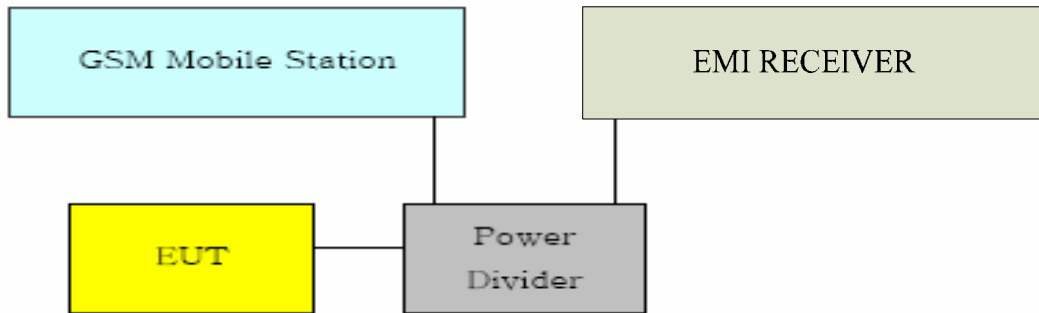 GSM Mobile Station
EMI RECEIVER
EUT
Power
Divider